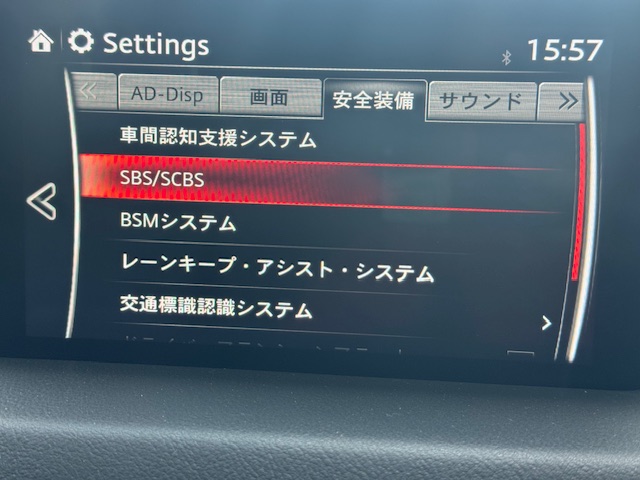 Settings 15:57
AD-Disp 画面 安全装備 サウンド
車間認知支援システム
SBS/SCBS
BSMシステム
レーンキープ・アシスト・システム
交通標識認識システム